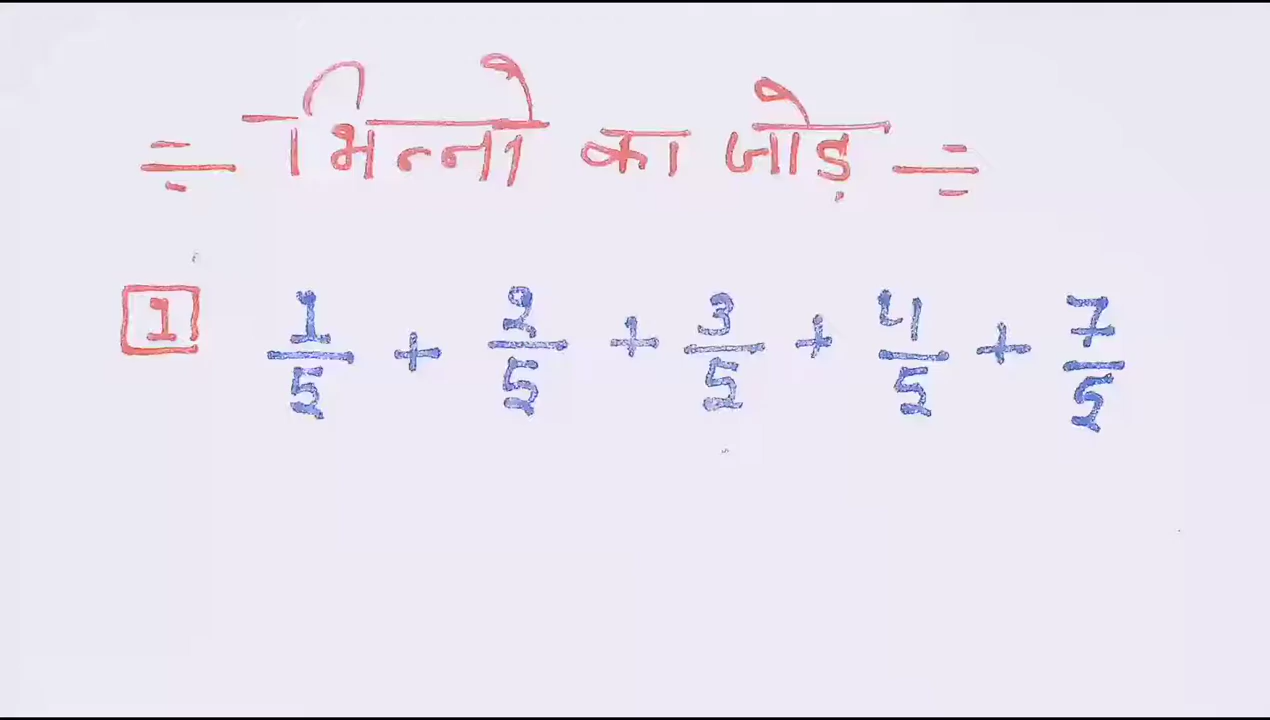 = भिन्नो का जोड़ =
1 1/5 + 2/5 + 3/5 + 4/5 + 7/5